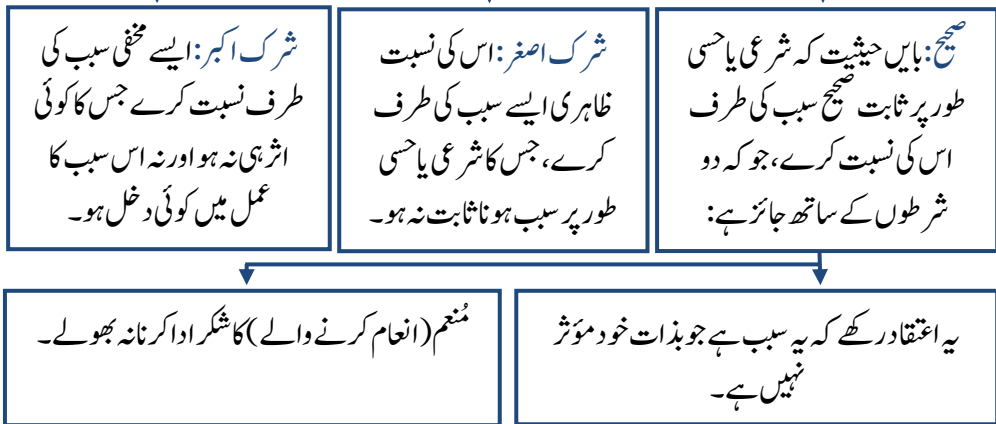 صحیح: بایں حیثیت کہ شرعی یا حسی
طور پر ثابت صحیح سبب کی طرف
اس کی نسبت کرے، جو کہ دو
شرطوں کے ساتھ جائز ہے:
شرک اصغر: اس کی نسبت
ظاہری ایسے سبب کی طرف
کرے، جس کا شرعی یا حسی
طور پر سبب ہونا ثابت نہ ہو۔
شرک اکبر: ایسے مخفی سبب کی
طرف نسبت کرے جس کا کوئی
اثر ہی نہ ہو اور نہ اس سبب کا
عمل میں کوئی دخل ہو۔
یہ اعتقاد رکھے کہ یہ سبب ہے جو بذات خود مؤثر
نہیں ہے۔
مُنعم (انعام کرنے والے) کا شکر ادا کرنا نہ بھولے۔